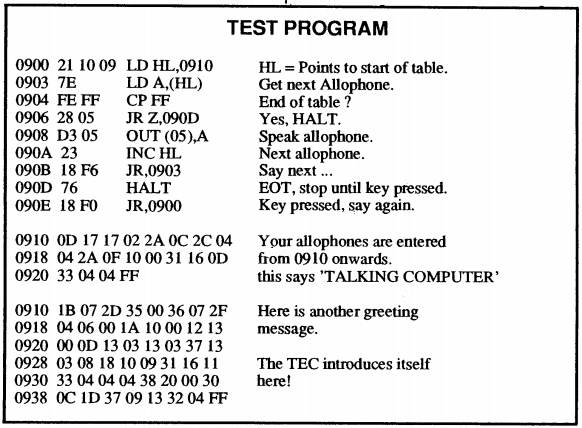 TEST PROGRAM
0900 21 10 09 LD HL,0910 HL = Points to start of table.
0903 7E LD A,(HL) Get next Allophone.
0904 FE FF CP FF End of table ?
0906 28 05 JR Z,090D Yes, HALT.
0908 D3 05 OUT (05),A Speak allophone.
090A 23 INC HL Next allophone.
090B 18 F6 JR,0903 Say next ...
090D 76 HALT EOT, stop until key pressed.
090E 18 F0 JR,0900 Key pressed, say again.
0910 0D 17 17 02 2A 0C 2C 04 Your allophones are entered
0918 04 2A 0F 10 00 31 16 0D from 0910 onwards.
0920 33 04 04 FF this says 'TALKING COMPUTER'
0910 1B 07 2D 35 00 36 07 2F Here is another greeting
0918 04 06 00 1A 10 00 12 13 message.
0920 00 0D 13 03 13 03 37 13
0928 03 08 18 10 09 31 16 11 The TEC introduces itself
0930 33 04 04 04 38 20 00 30 here!
0938 0C 1D 37 09 13 32 04 FF